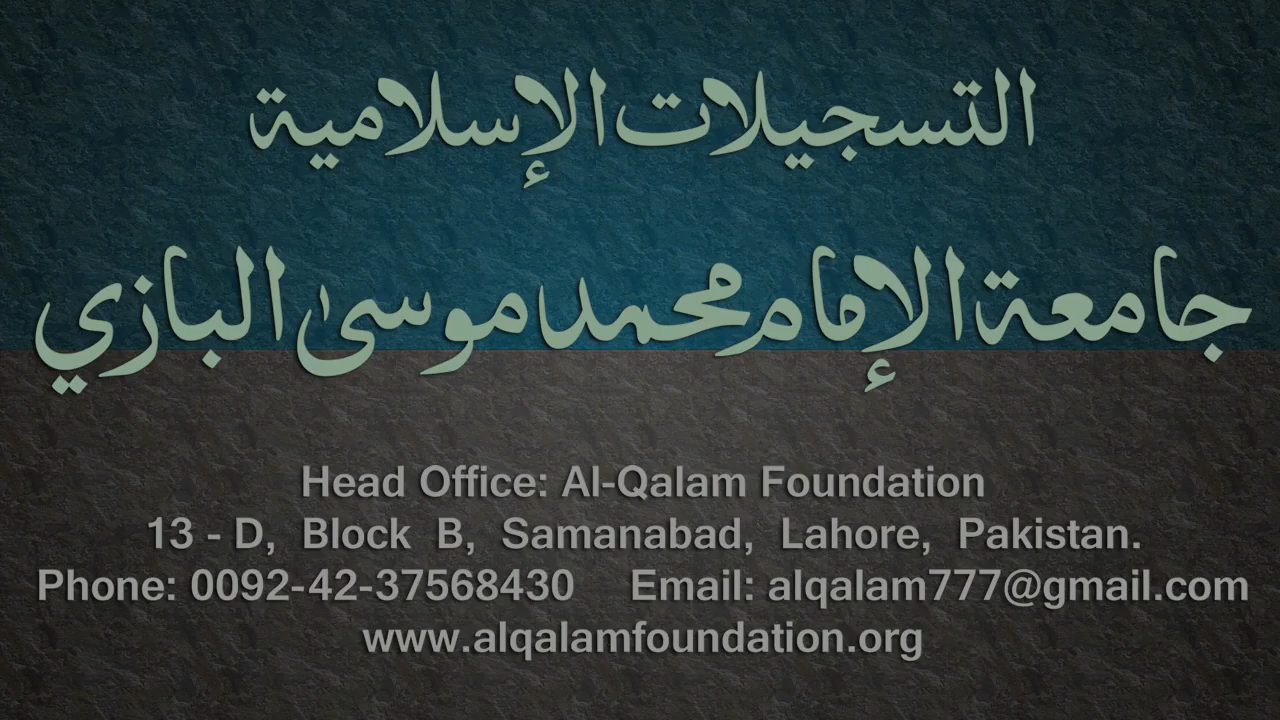 التسجيلات الإسلامية
جامعة الإمام محمد موسىٰ البازي
Head Office: Al-Qalam Foundation
13 - D, Block B, Samanabad, Lahore, Pakistan.
Phone: 0092-42-37568430 Email: alqalam777@gmail.com
www.alqalamfoundation.org